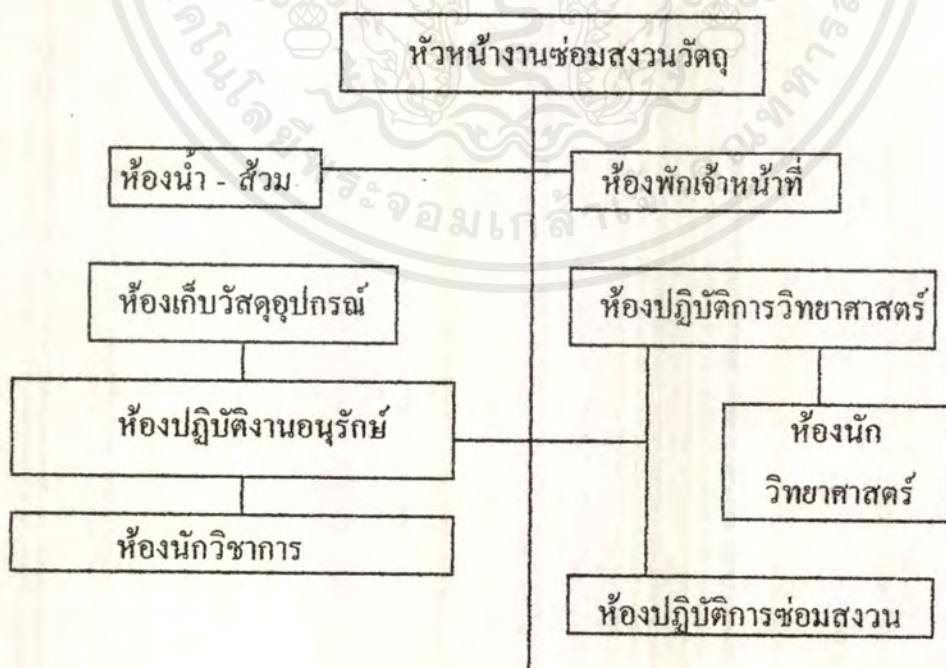 หัวหน้างานซ่อมสงวนวัตถุ
ห้องน้ำ - ส้วม
ห้องพักเจ้าหน้าที่
ห้องเก็บวัสดุอุปกรณ์
ห้องปฏิบัติการวิทยาศาสตร์
ห้องปฏิบัติงานอนุรักษ์
ห้องนัก
วิทยาศาสตร์
ห้องนักวิชาการ
ห้องปฏิบัติการซ่อมสงวน